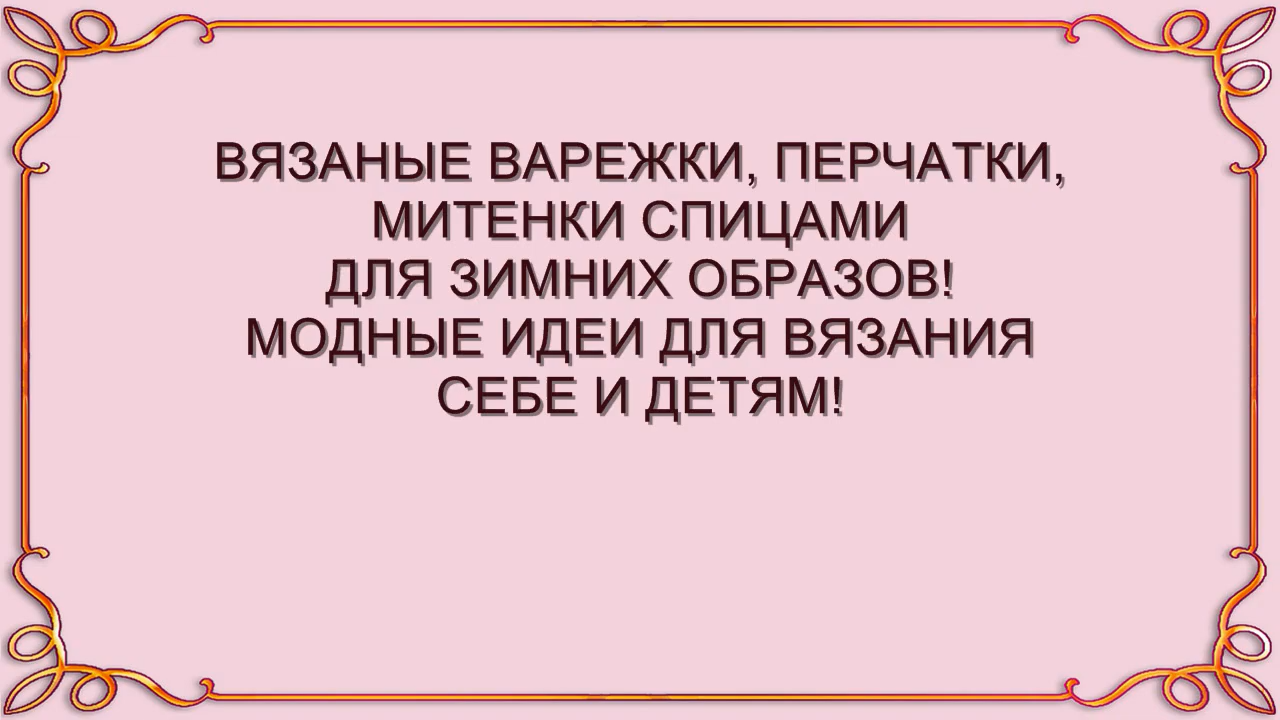 ВЯЗАНЫЕ ВАРЕЖКИ, ПЕРЧАТКИ,
МИТЕНКИ СПИЦАМИ
ДЛЯ ЗИМНИХ ОБРАЗОВ!
МОДНЫЕ ИДЕИ ДЛЯ ВЯЗАНИЯ
СЕБЕ И ДЕТЯМ!